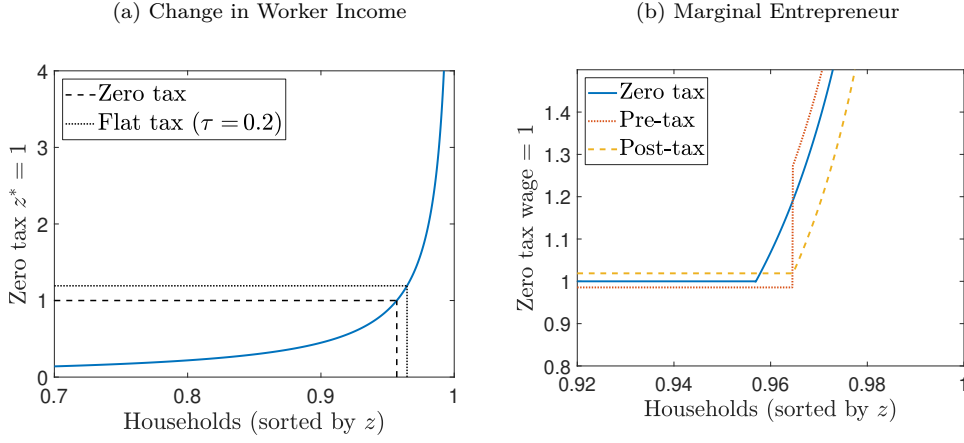 (a) Change in Worker Income
Zero tax z* = 1
4
3
2
1
0
Zero tax
Flat tax (τ = 0.2)
0.7
0.8
0.9
1
Households (sorted by z)
(b) Marginal Entrepreneur
Zero tax wage = 1
1.4
1.3
1.2
1.1
1
0.9
0.8
Zero tax
Pre-tax
Post-tax
0.92
0.94
0.96
0.98
1
Households (sorted by z)